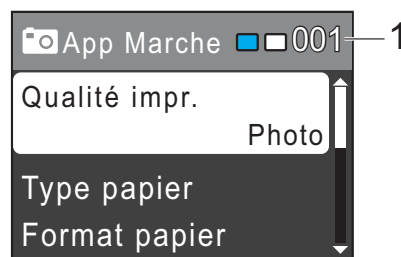 App Marche 001
1
Qualité impr.
Photo
Type papier
Format papier